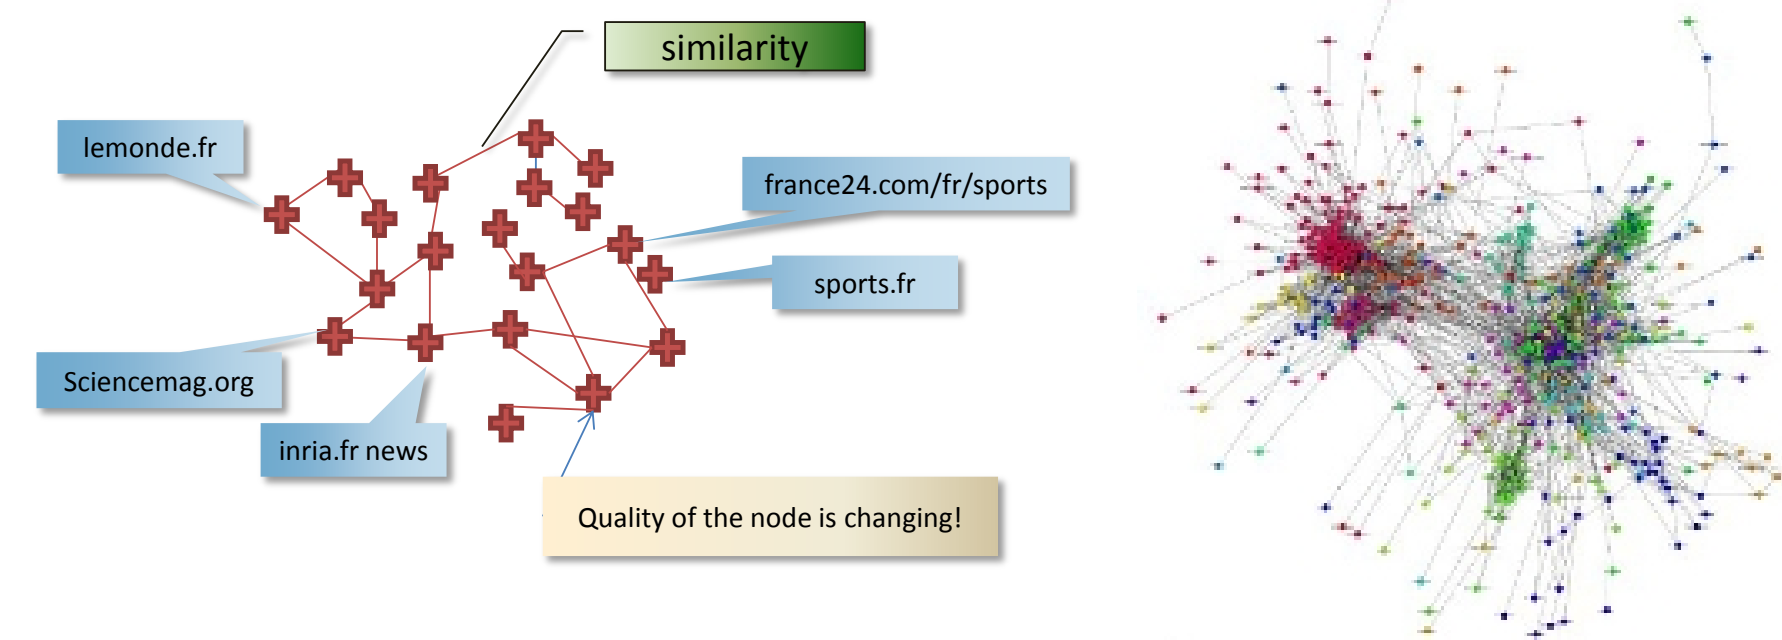 similarity
lemonde.fr
france24.com/fr/sports
sports.fr
Sciencemag.org
inria.fr news
Quality of the node is changing!